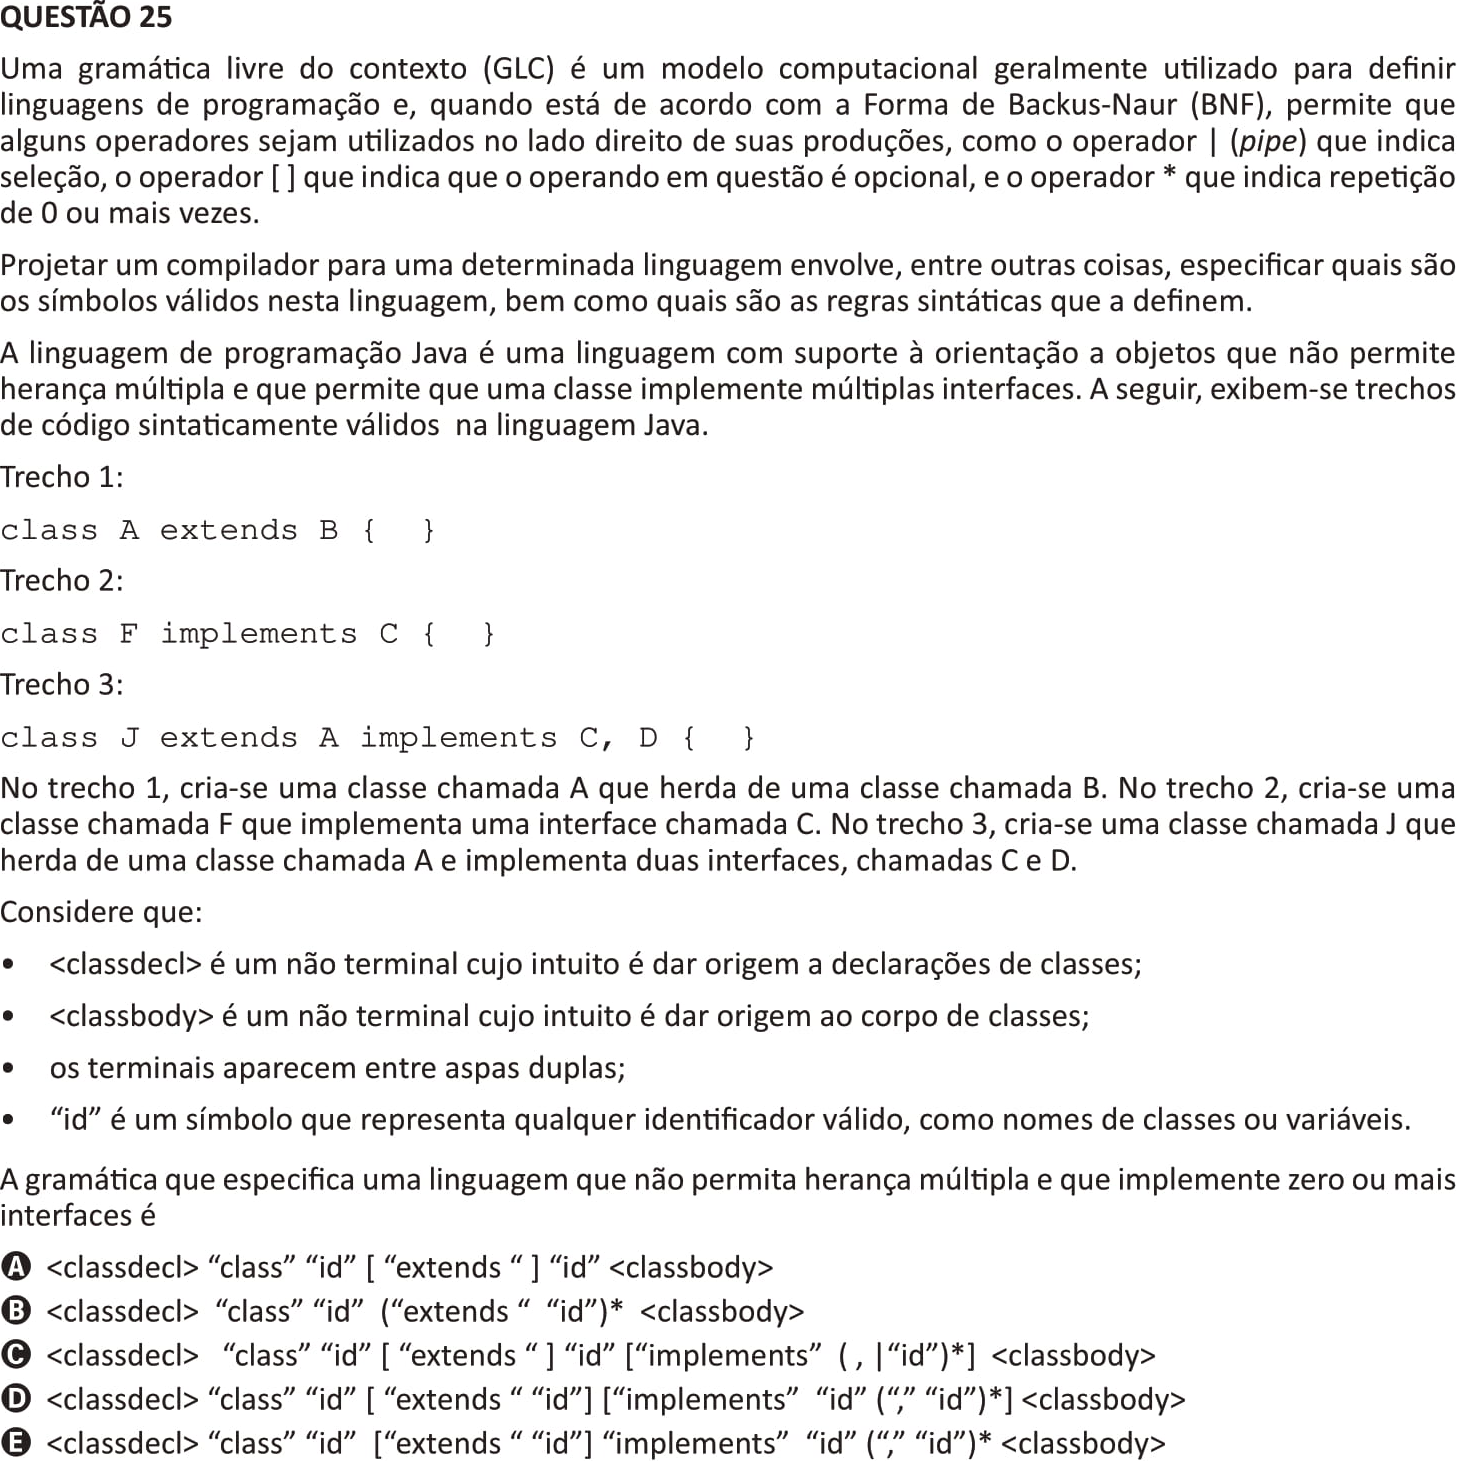 QUESTÃO 25
Uma gramática livre do contexto (GLC) é um modelo computacional geralmente utilizado para definir
linguagens de programação e, quando está de acordo com a Forma de Backus-Naur (BNF), permite que
alguns operadores sejam utilizados no lado direito de suas produções, como o operador | (pipe) que indica
seleção, o operador [ ] que indica que o operando em questão é opcional, e o operador * que indica repetição
de 0 ou mais vezes.
Projetar um compilador para uma determinada linguagem envolve, entre outras coisas, especificar quais são
os símbolos válidos nesta linguagem, bem como quais são as regras sintáticas que a definem.
A linguagem de programação Java é uma linguagem com suporte à orientação a objetos que não permite
herança múltipla e que permite que uma classe implemente múltiplas interfaces. A seguir, exibem-se trechos
de código sintaticamente válidos  na linguagem Java.
Trecho 1:
class A extends B {  }
Trecho 2:
class F implements C {  }
Trecho 3:
class J extends A implements C, D {  }
No trecho 1, cria-se uma classe chamada A que herda de uma classe chamada B. No trecho 2, cria-se uma
classe chamada F que implementa uma interface chamada C. No trecho 3, cria-se uma classe chamada J que
herda de uma classe chamada A e implementa duas interfaces, chamadas C e D.
Considere que:
• <classdecl> é um não terminal cujo intuito é dar origem a declarações de classes;
• <classbody> é um não terminal cujo intuito é dar origem ao corpo de classes;
• os terminais aparecem entre aspas duplas;
• “id” é um símbolo que representa qualquer identificador válido, como nomes de classes ou variáveis.
A gramática que especifica uma linguagem que não permita herança múltipla e que implemente zero ou mais
interfaces é
A <classdecl> “class” “id” [ “extends “ ] “id” <classbody>
B <classdecl>  “class” “id”  (“extends “  “id”)*  <classbody>
C <classdecl>   “class” “id” [ “extends “ ] “id” [“implements”  ( , |“id”)*]  <classbody>
D <classdecl> “class” “id” [ “extends “ “id”] [“implements”  “id” (“,” “id”)*] <classbody>
E <classdecl> “class” “id”  [“extends “ “id”] “implements”  “id” (“,” “id”)* <classbody>